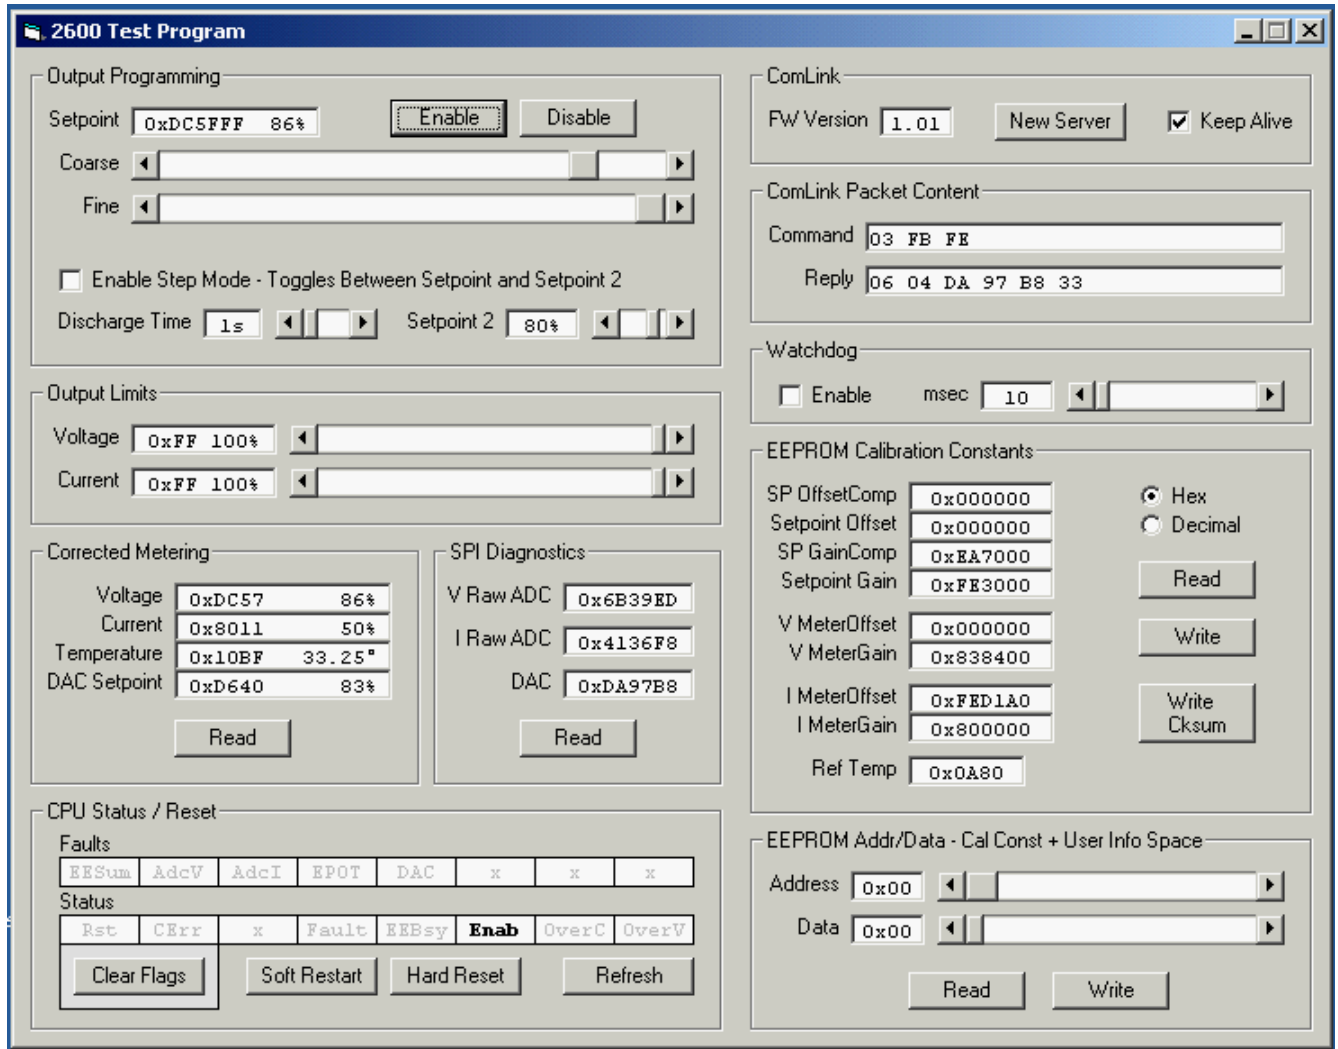 2600 Test Program
Output Programming
Setpoint 0xDC5FFF 86%
Enable
Disable
Coarse
Fine
Enable Step Mode - Toggles Between Setpoint and Setpoint 2
Discharge Time 1s
Setpoint 2 80%
Output Limits
Voltage 0xFF 100%
Current 0xFF 100%
Corrected Metering
Voltage 0xDC57 86%
Current 0x8011 50%
Temperature 0x10BF 33.25°
DAC Setpoint 0xD640 83%
Read
SPI Diagnostics
V Raw ADC 0x6B39ED
I Raw ADC 0x4136F8
DAC 0xDA97B8
Read
CPU Status / Reset
Faults
EESum AdcV AdcI EPOT DAC x x x
Status
Rst CErr x Fault EEBsy Enab OverC OverV
Clear Flags
Soft Restart
Hard Reset
Refresh
ComLink
FW Version 1.01
New Server
Keep Alive
ComLink Packet Content
Command 03 FB FE
Reply 06 04 DA 97 B8 33
Watchdog
Enable
msec 10
EEPROM Calibration Constants
SP OffsetComp 0x000000
Setpoint Offset 0x000000
SP GainComp 0xEA7000
Setpoint Gain 0xFE3000
V MeterOffset 0x000000
V MeterGain 0x838400
I MeterOffset 0xFED1A0
I MeterGain 0x800000
Ref Temp 0x0A80
Hex
Decimal
Read
Write
Write
Cksum
EEPROM Addr/Data - Cal Const + User Info Space
Address 0x00
Data 0x00
Read
Write